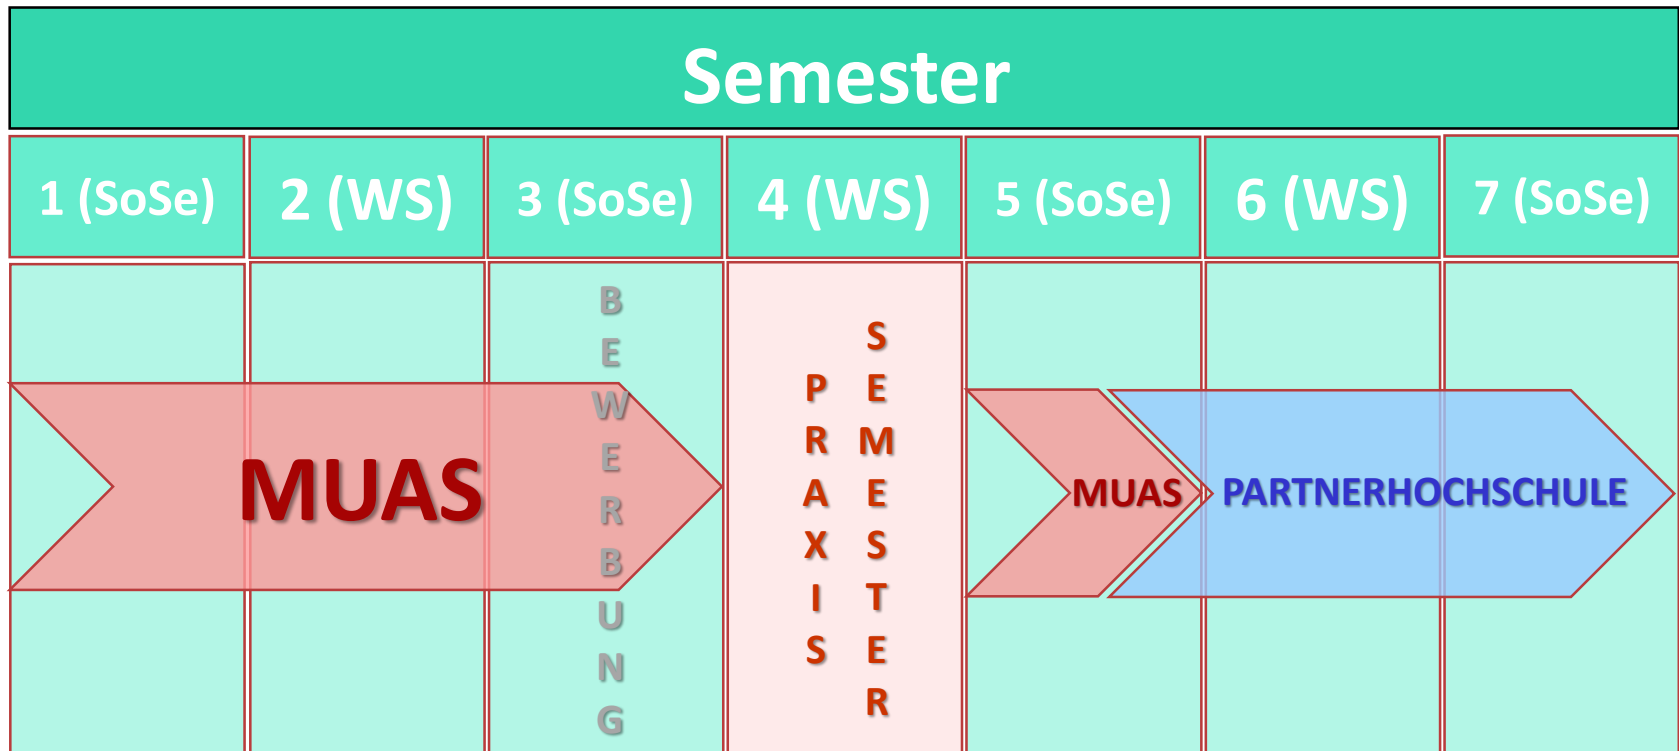 Semester
1 (SoSe)
2 (WS)
3 (SoSe)
4 (WS)
5 (SoSe)
6 (WS)
7 (SoSe)
MUAS
BEWERBUNG
PRAXIS
SEMESTER
MUAS
PARTNERHOCHSCHULE